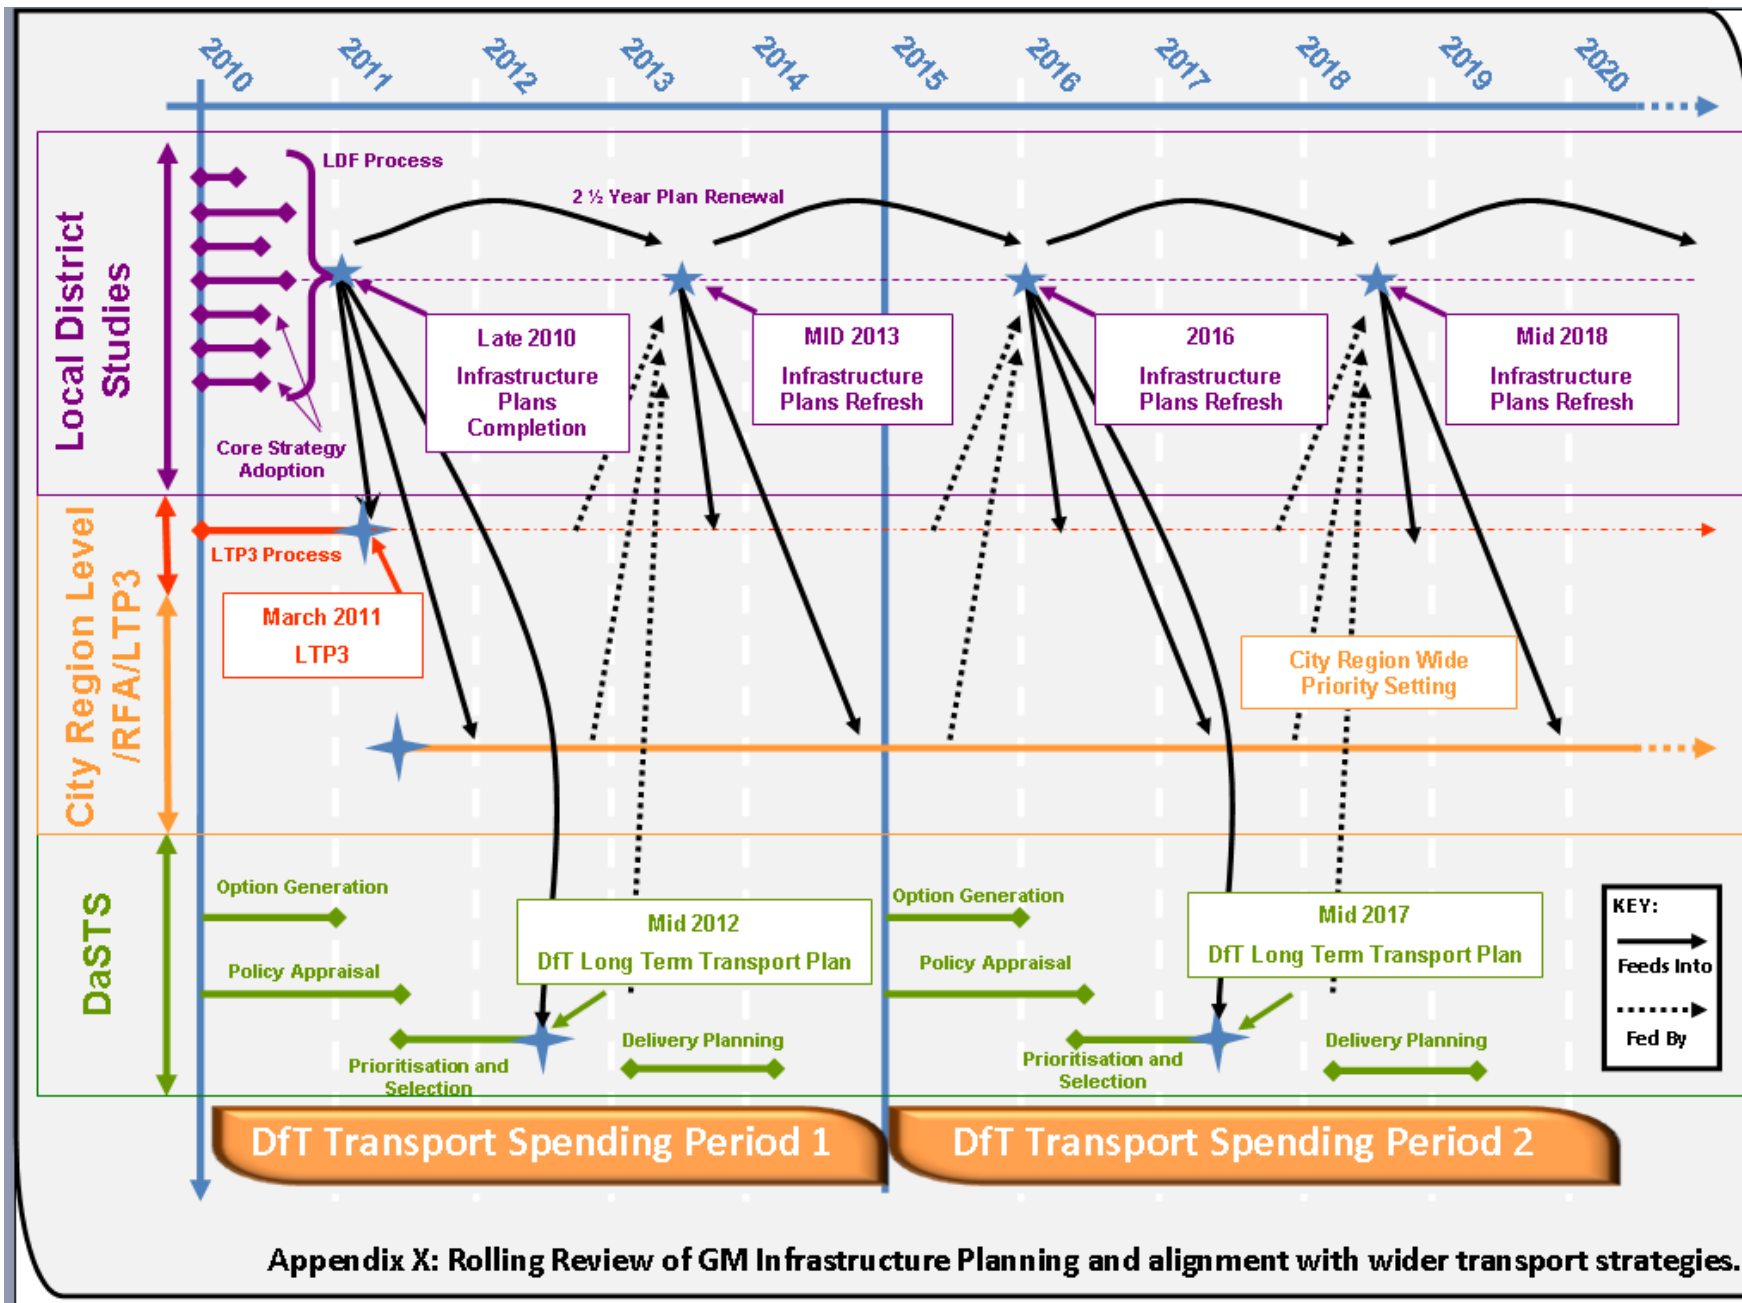 2010
2011
2012
2013
2014
2015
2016
2017
2018
2019
2020
Local District
Studies
LDF Process
2 ½ Year Plan Renewal
Late 2010
Infrastructure
Plans
Completion
MID 2013
Infrastructure
Plans Refresh
2016
Infrastructure
Plans Refresh
Mid 2018
Infrastructure
Plans Refresh
Core Strategy
Adoption
City Region Level
/RFA/LTP3
LTP3 Process
March 2011
LTP3
City Region Wide
Priority Setting
DaSTS
Option Generation
Policy Appraisal
Prioritisation and
Selection
Mid 2012
DfT Long Term Transport Plan
Delivery Planning
Option Generation
Policy Appraisal
Prioritisation and
Selection
Mid 2017
DfT Long Term Transport Plan
Delivery Planning
KEY:
Feeds Into
Fed By
DfT Transport Spending Period 1
DfT Transport Spending Period 2
Appendix X: Rolling Review of GM Infrastructure Planning and alignment with wider transport strategies.